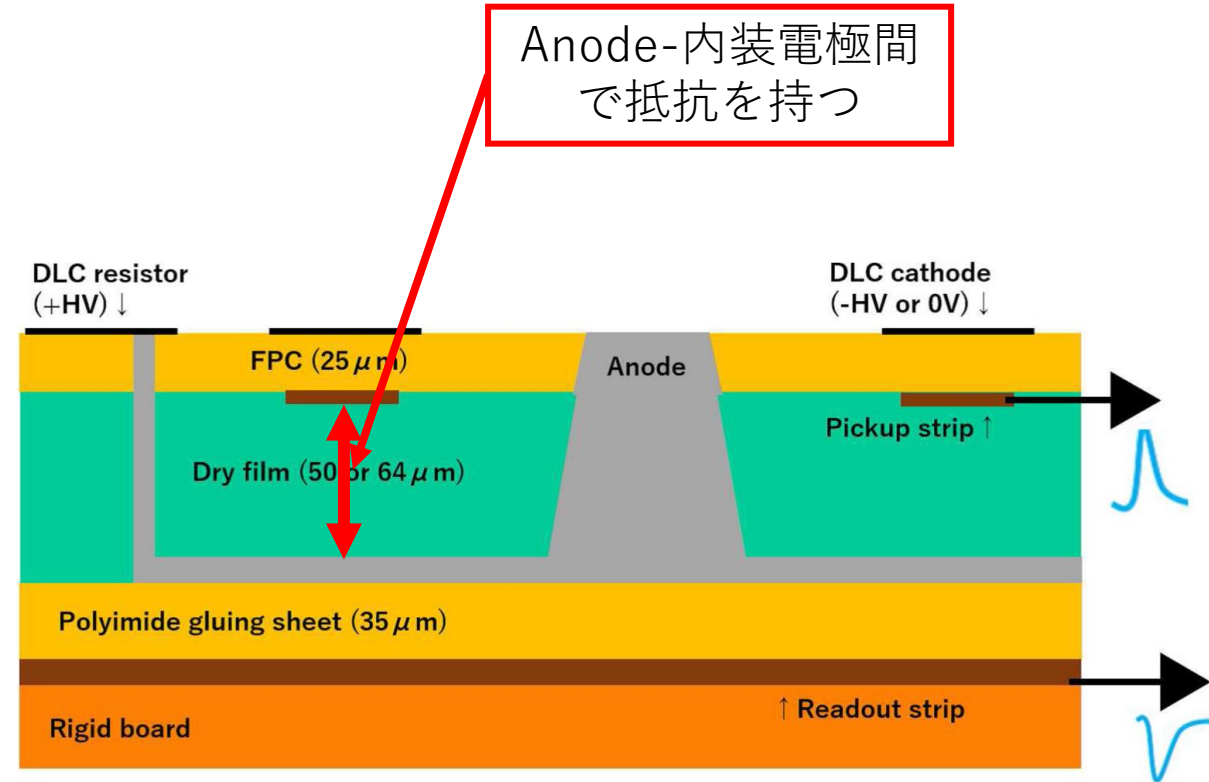 Anode-内装電極間
で抵抗を持つ
DLC resistor
(+HV) ↓
DLC cathode
(-HV or 0V) ↓
FPC (25μm)
Anode
Pickup strip ↑
Dry film (50 or 64μm)
Polyimide gluing sheet (35μm)
↑ Readout strip
Rigid board